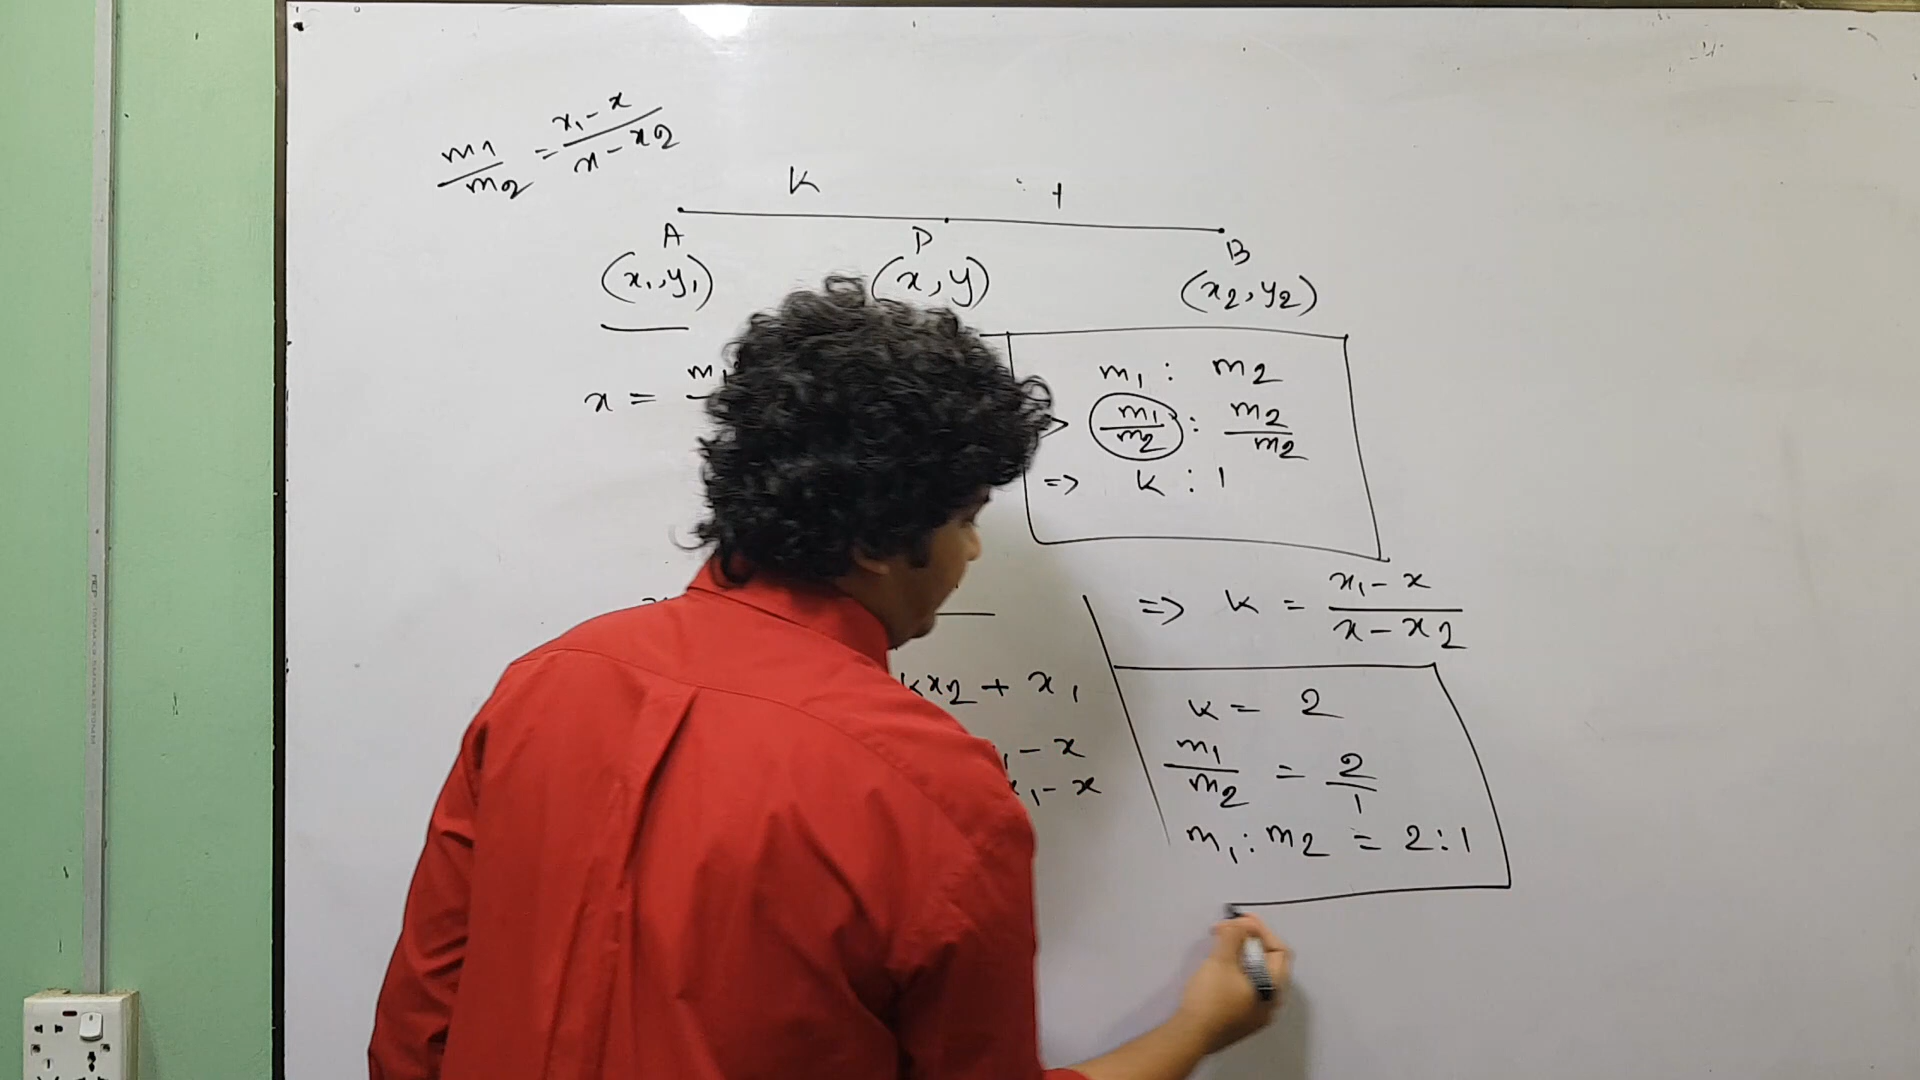 m1/m2 = x1 - x / x - x2
k 1
A P B
(x1, y1) (x, y) (x2, y2)
m1 : m2
x = m1
=> m1/m2 : m2/m2
=> k : 1
=> k = x1 - x / x - x2
kx2 + x1
k = 2
- x
m1/m2 = 2/1
x1 - x
m1 : m2 = 2 : 1